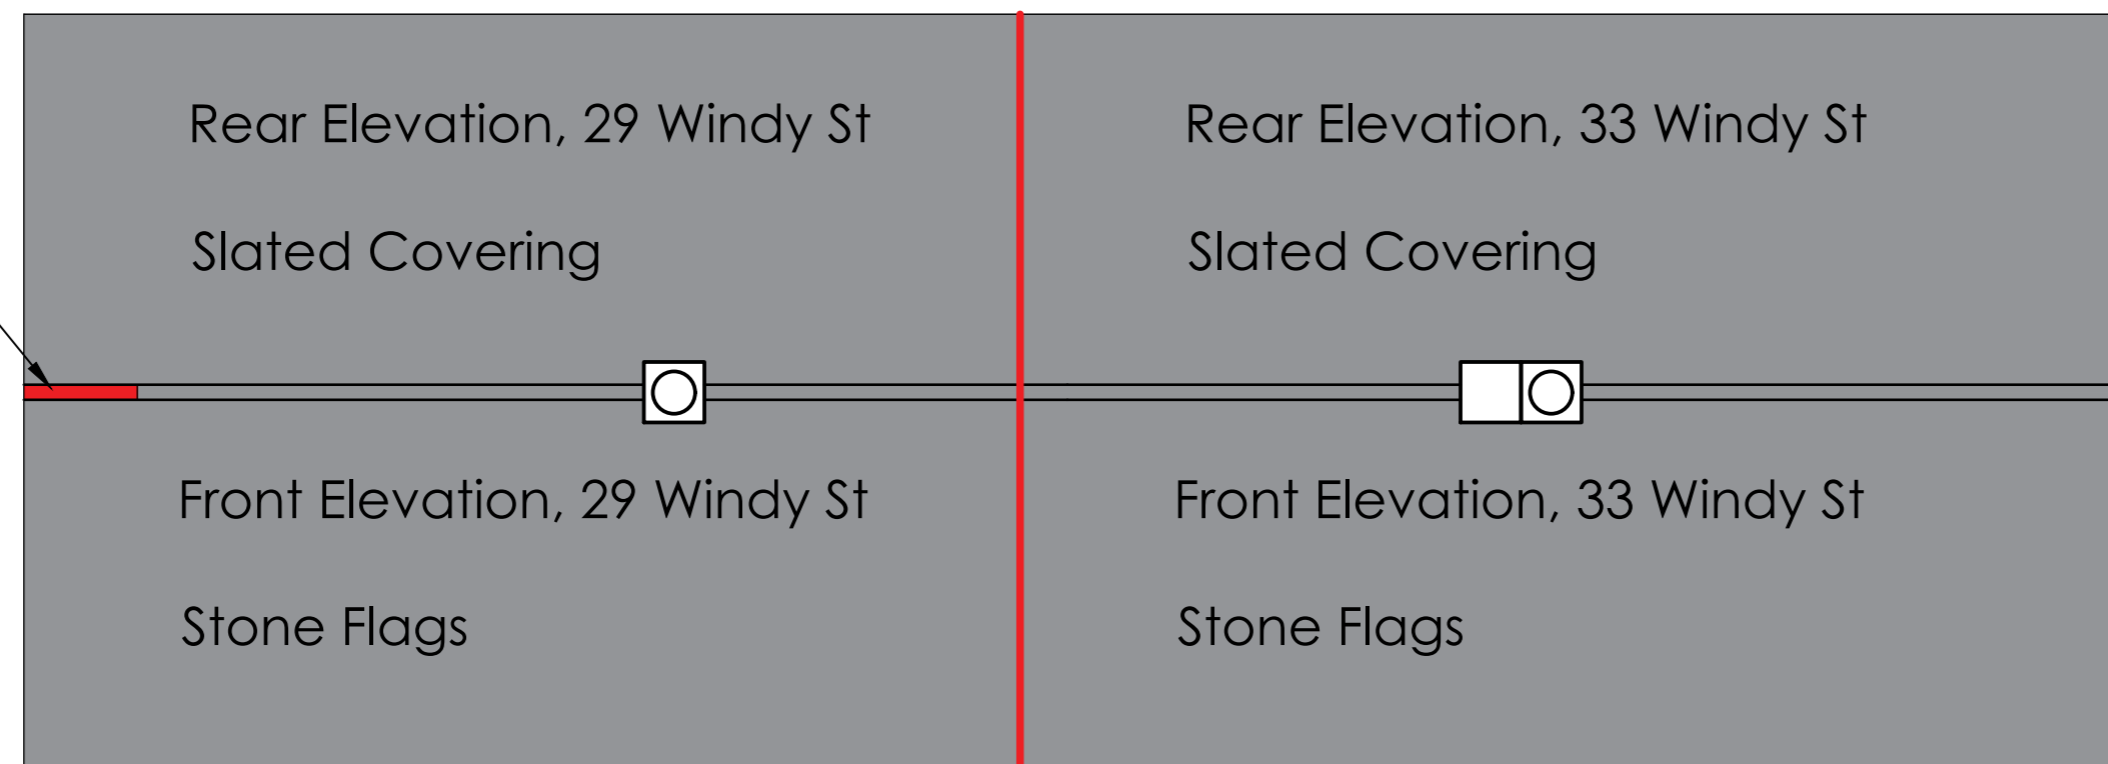 Rear Elevation, 29 Windy St
Slated Covering
Rear Elevation, 33 Windy St
Slated Covering
Front Elevation, 29 Windy St
Stone Flags
Front Elevation, 33 Windy St
Stone Flags